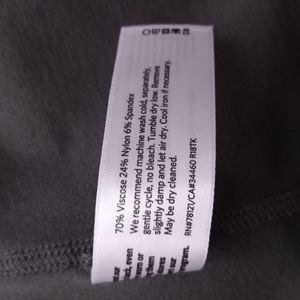 70% Viscose 24% Nylon 6% Spandex
We recommend machine wash cold, separately,
gentle cycle, no bleach. Tumble dry low. Remove
slightly damp and let air dry. Cool iron if necessary.
May be dry cleaned.
RN#78121/CA#34460 R18TK